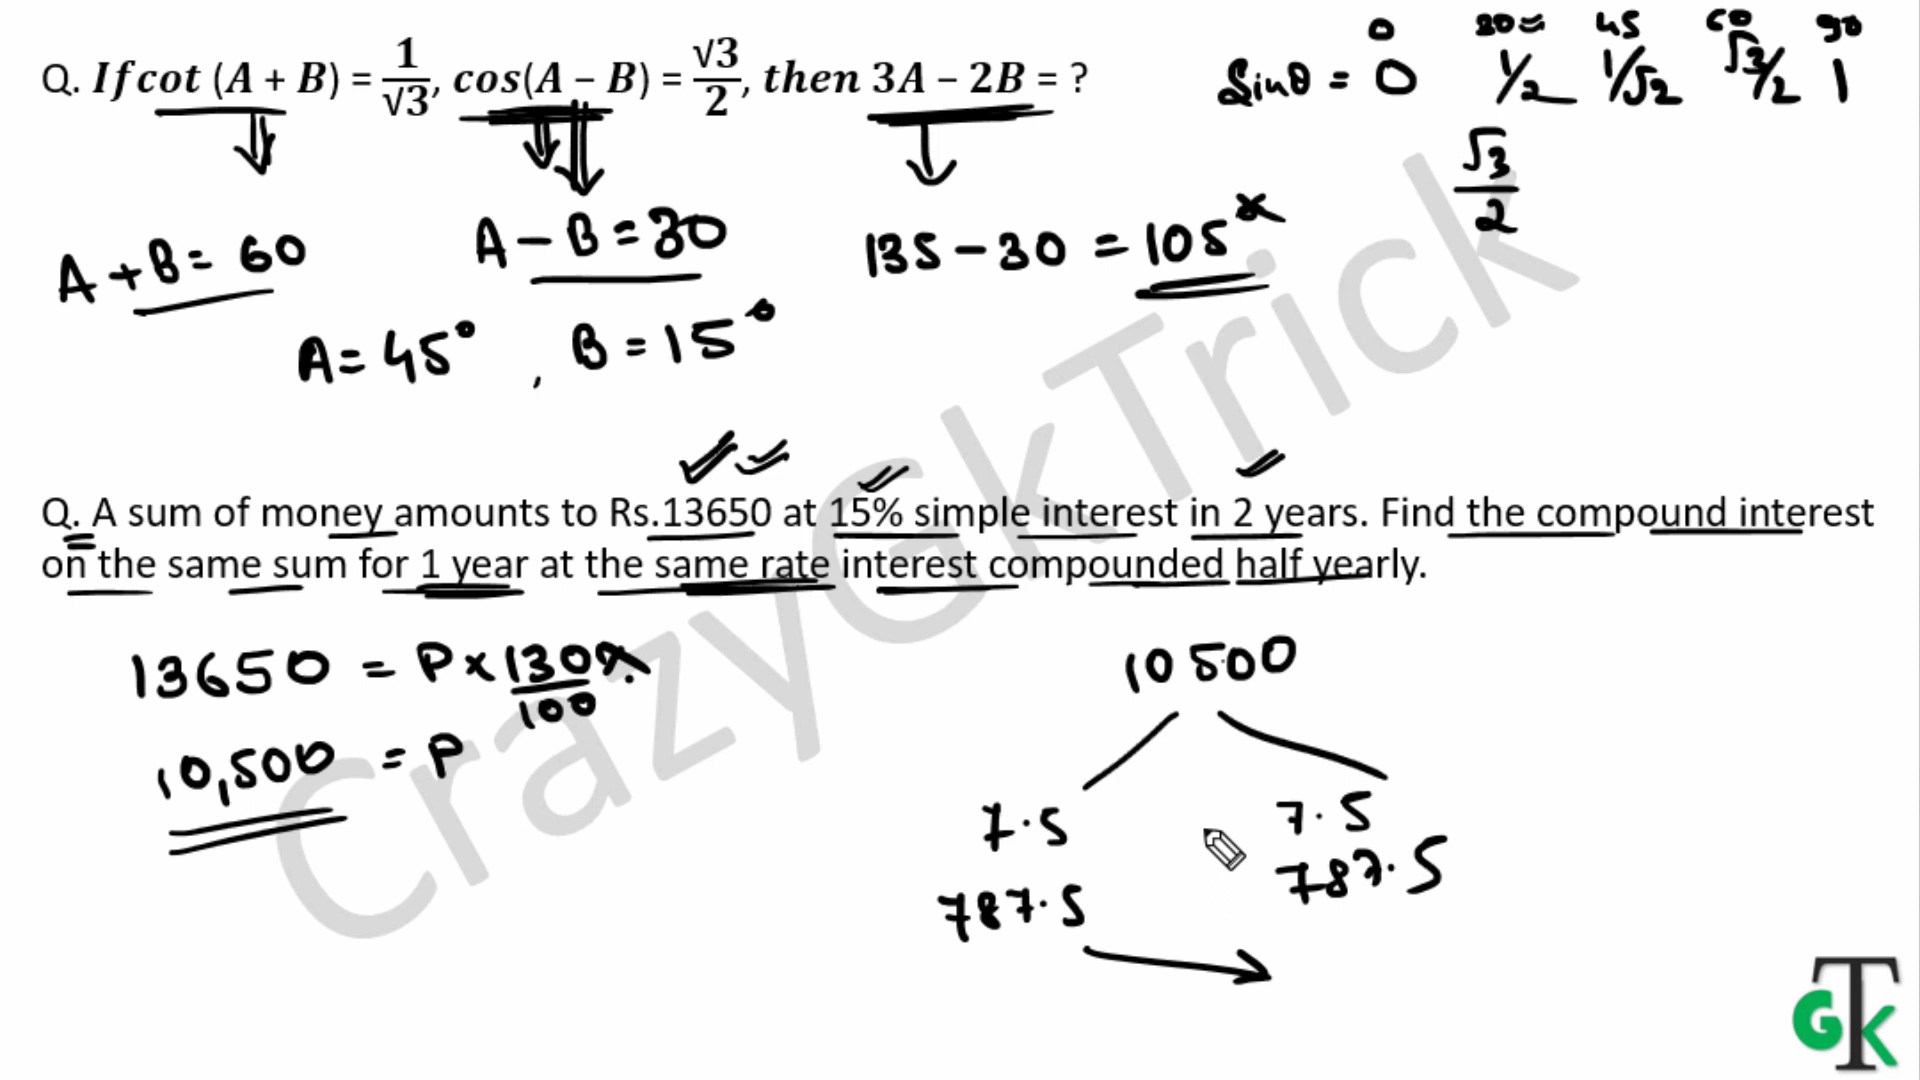 Q. If cot (A + B) = 1/√3, cos(A − B) = √3/2, then 3A − 2B = ?
0 30 45 60 90
Sinθ = 0 1/2 1/√2 √3/2 1
√3/2
A + B = 60
A − B = 30
135 − 30 = 105
A = 45° , B = 15°
Q. A sum of money amounts to Rs.13650 at 15% simple interest in 2 years. Find the compound interest
on the same sum for 1 year at the same rate interest compounded half yearly.
13650 = P × 130/100
10,500 = P
10500
7.5 7.5
787.5 787.5
CrazyGkTrick
GTK